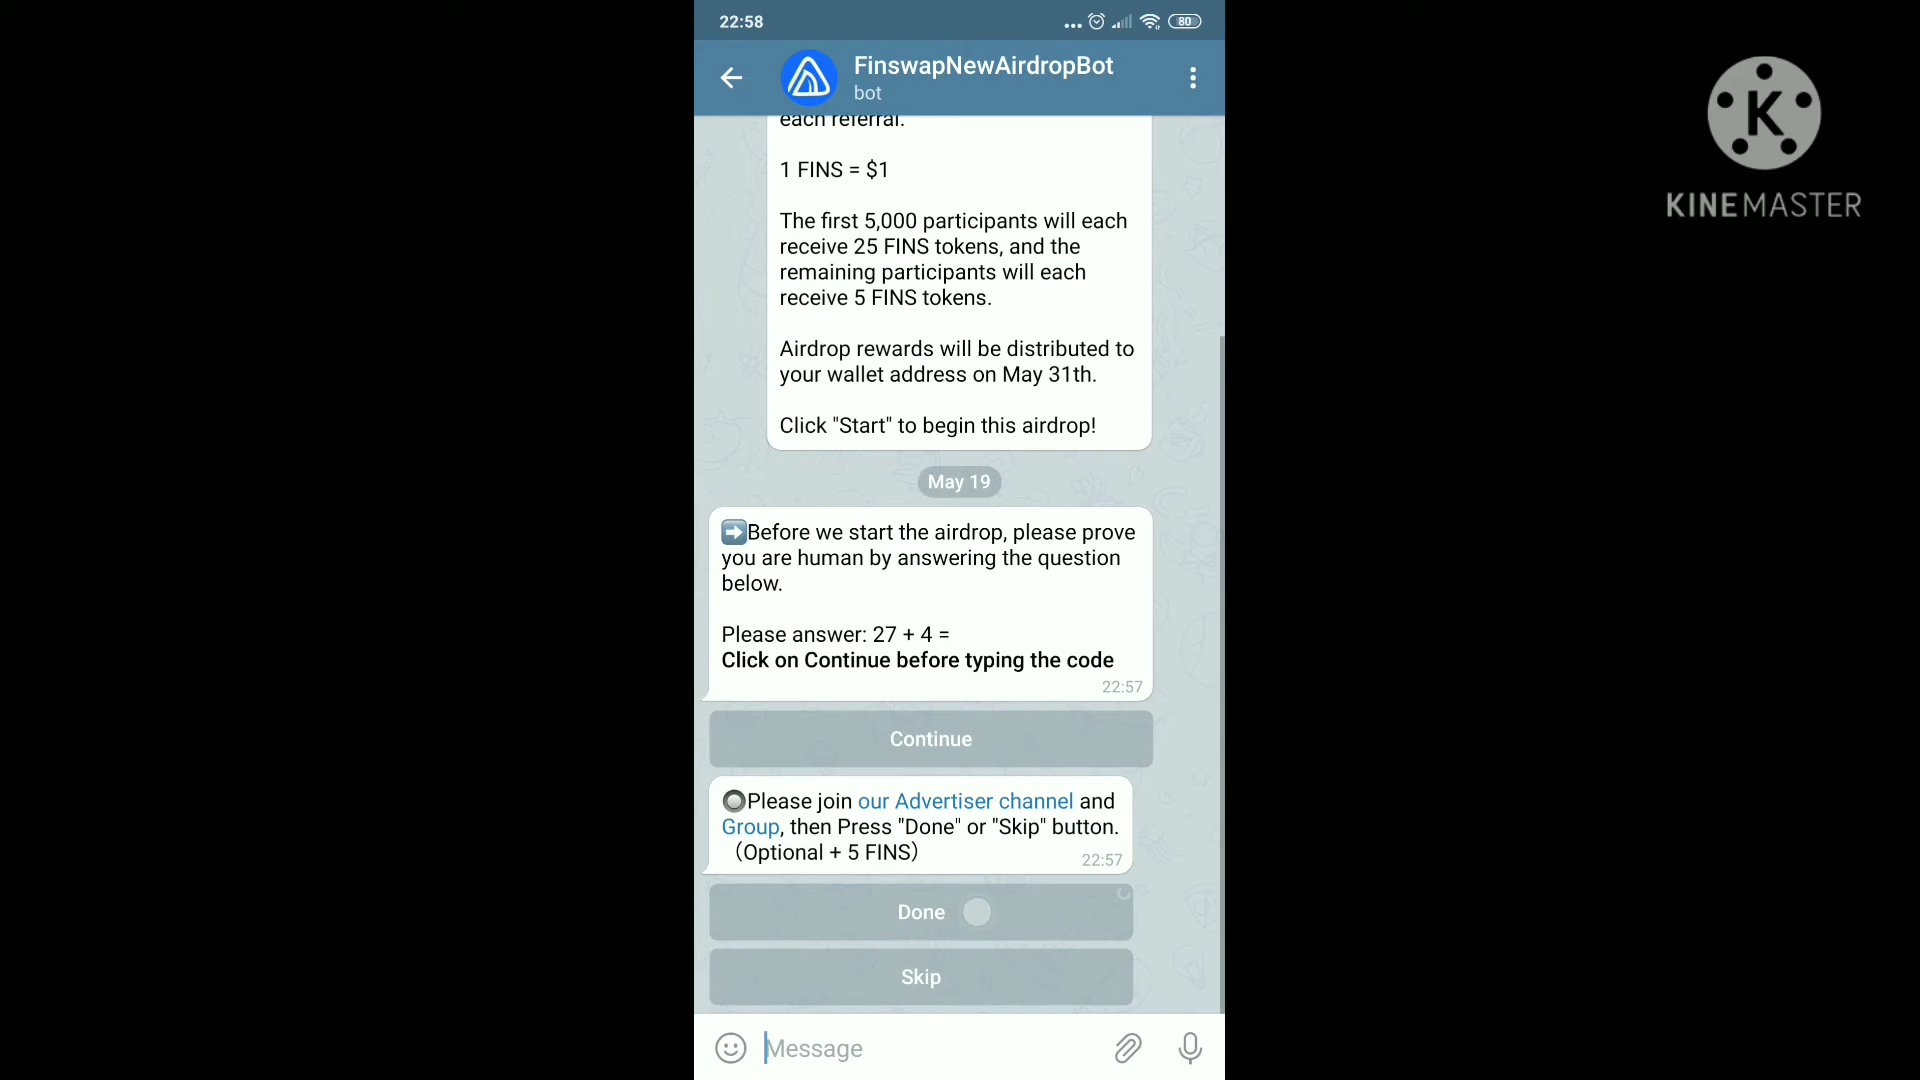 22:58
80
FinswapNewAirdropBot
bot
each referral.
1 FINS = $1
The first 5,000 participants will each
receive 25 FINS tokens, and the
remaining participants will each
receive 5 FINS tokens.
Airdrop rewards will be distributed to
your wallet address on May 31th.
Click "Start" to begin this airdrop!
May 19
➡️Before we start the airdrop, please prove
you are human by answering the question
below.
Please answer: 27 + 4 =
Click on Continue before typing the code
22:57
Continue
🔘Please join our Advertiser channel and
Group, then Press "Done" or "Skip" button.
（Optional + 5 FINS）
22:57
Done
Skip
Message
K
KINEMASTER